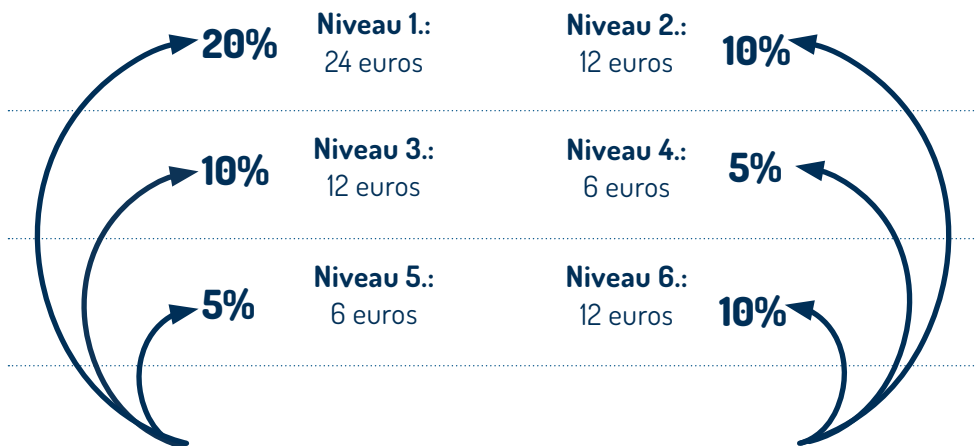 20%
Niveau 1.:
24 euros
Niveau 2.:
12 euros
10%
10%
Niveau 3.:
12 euros
Niveau 4.:
6 euros
5%
5%
Niveau 5.:
6 euros
Niveau 6.:
12 euros
10%